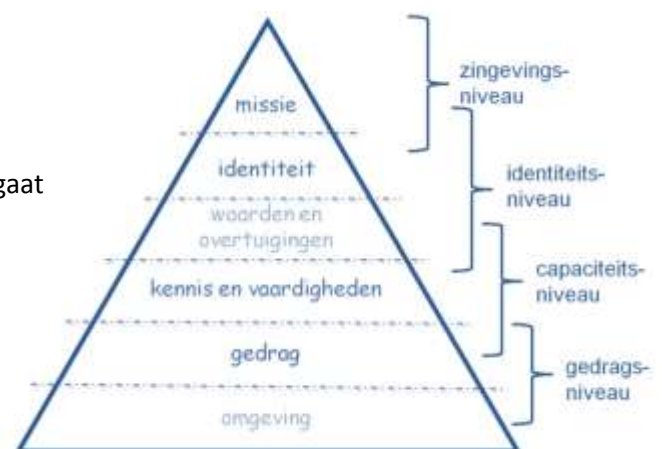 gaat
missie
identiteit
waarden en
overtuigingen
kennis en vaardigheden
gedrag
omgeving
zingevings-
niveau
identiteits-
niveau
capaciteits-
niveau
gedrags-
niveau